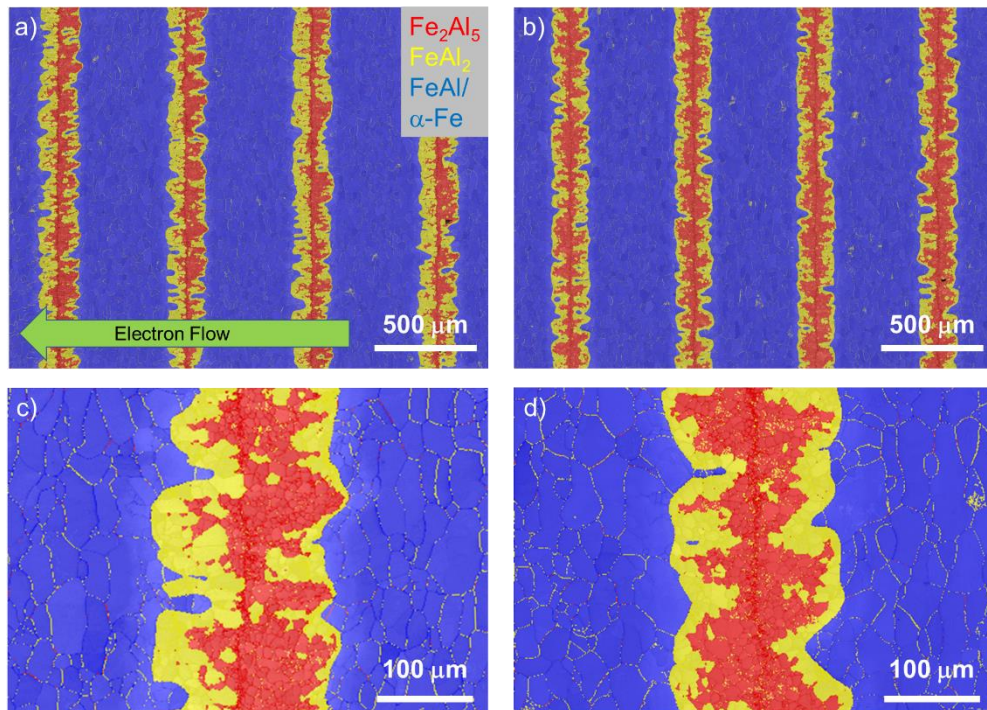 a)
Fe₂Al₅
FeAl₂
FeAl/
α-Fe
Electron Flow
500 μm
b)
500 μm
c)
100 μm
d)
100 μm